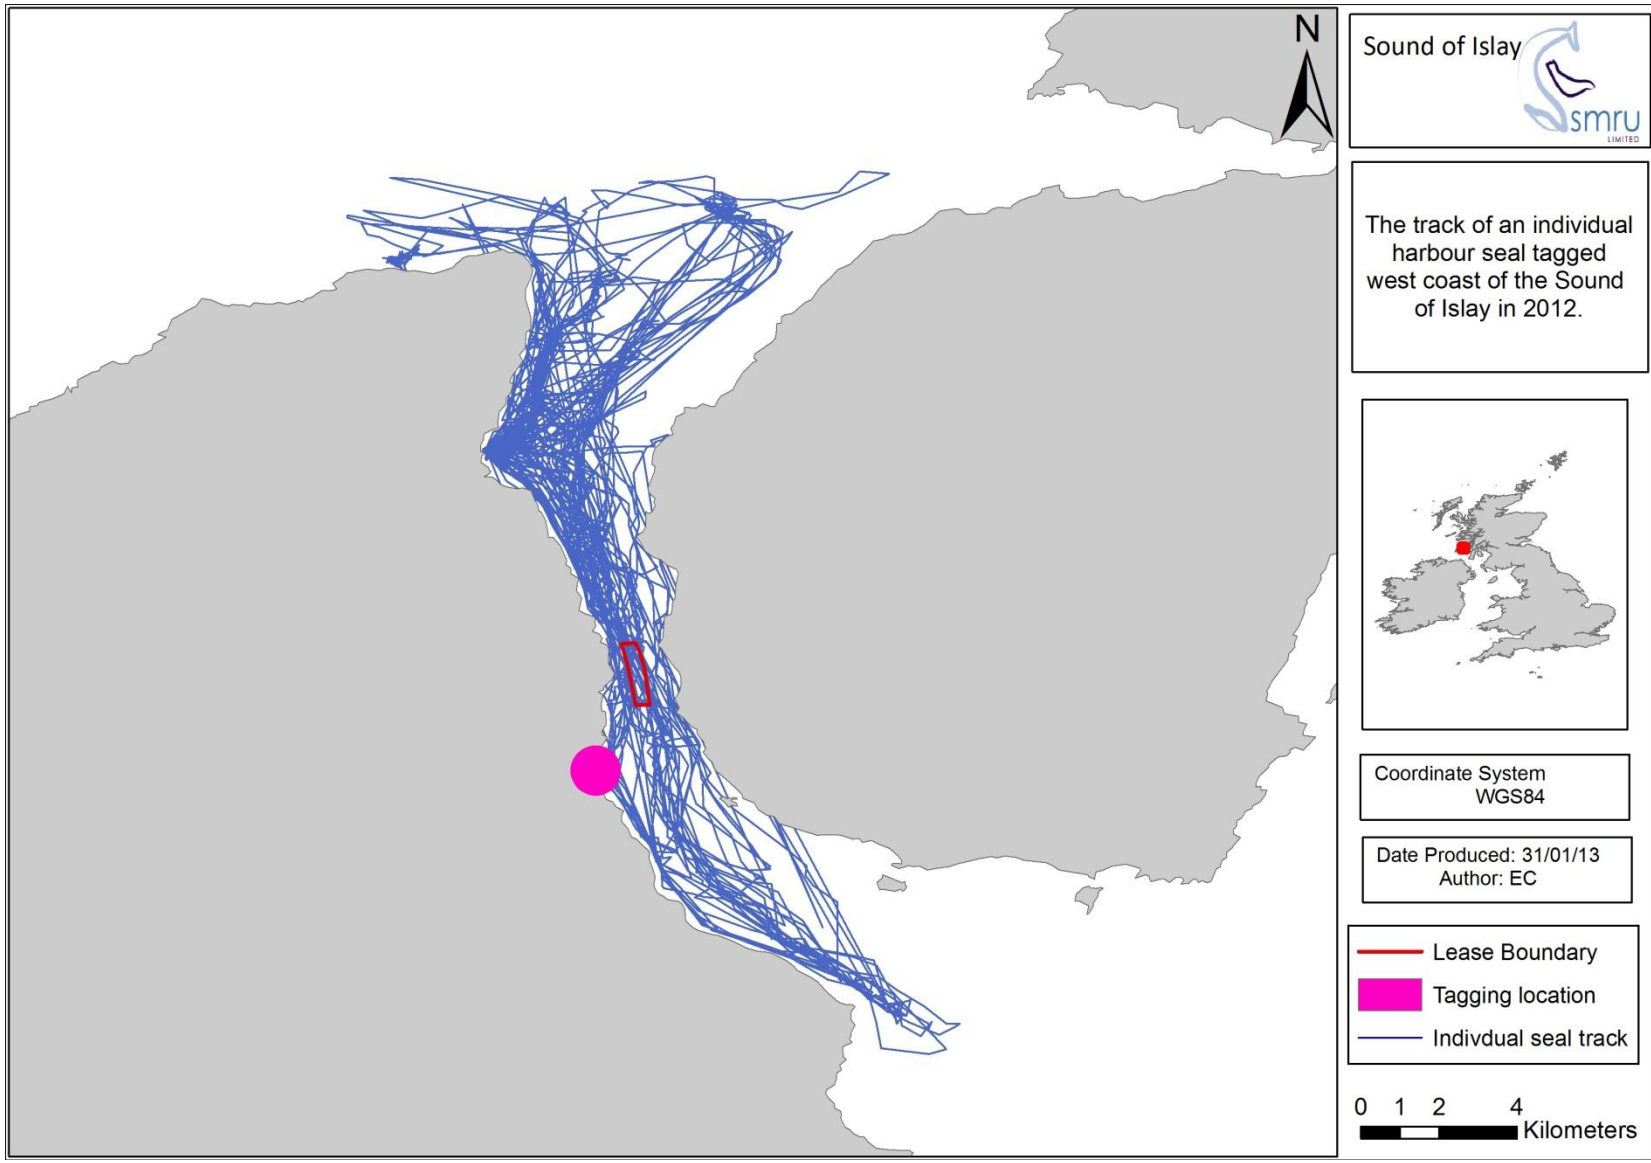 N
Sound of Islay
smru
LIMITED
The track of an individual
harbour seal tagged
west coast of the Sound
of Islay in 2012.
Coordinate System
WGS84
Date Produced: 31/01/13
Author: EC
Lease Boundary
Tagging location
Indivdual seal track
0 1 2 4
Kilometers